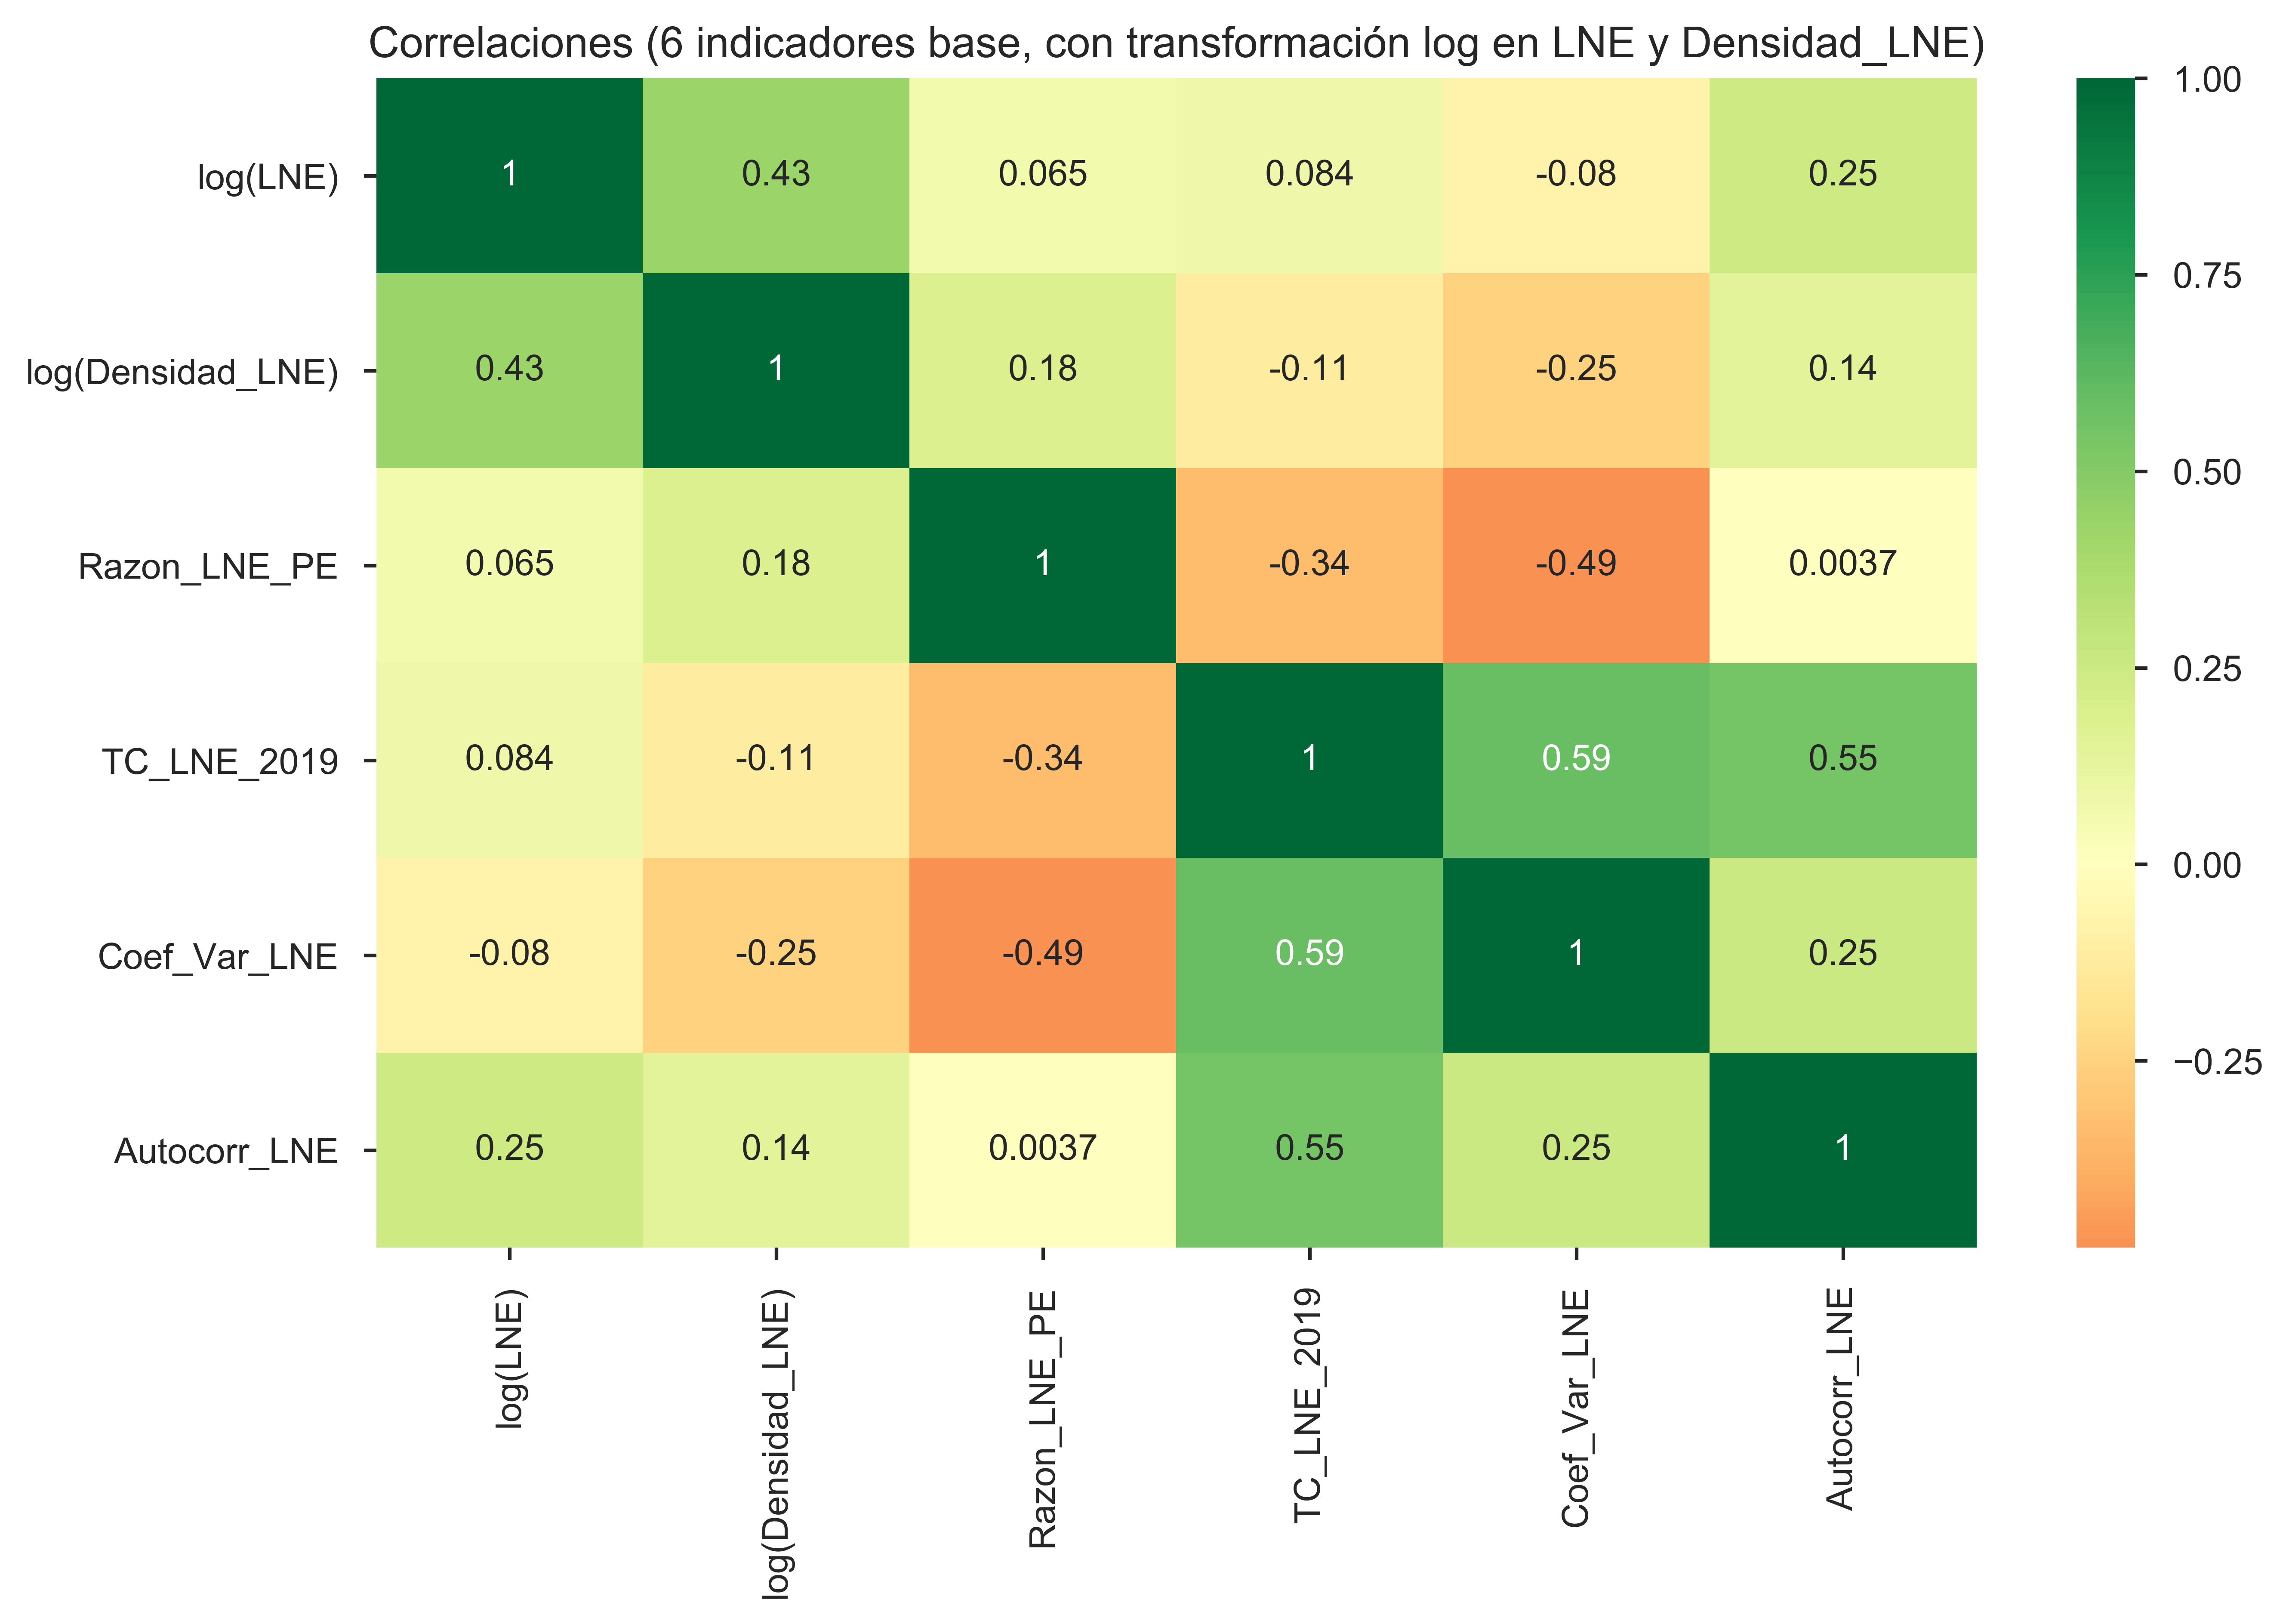 Correlaciones (6 indicadores base, con transformación log en LNE y Densidad_LNE)
log(LNE) 1 0.43 0.065 0.084 -0.08 0.25
log(Densidad_LNE) 0.43 1 0.18 -0.11 -0.25 0.14
Razon_LNE_PE 0.065 0.18 1 -0.34 -0.49 0.0037
TC_LNE_2019 0.084 -0.11 -0.34 1 0.59 0.55
Coef_Var_LNE -0.08 -0.25 -0.49 0.59 1 0.25
Autocorr_LNE 0.25 0.14 0.0037 0.55 0.25 1
log(LNE)
log(Densidad_LNE)
Razon_LNE_PE
TC_LNE_2019
Coef_Var_LNE
Autocorr_LNE
1.00
0.75
0.50
0.25
0.00
−0.25